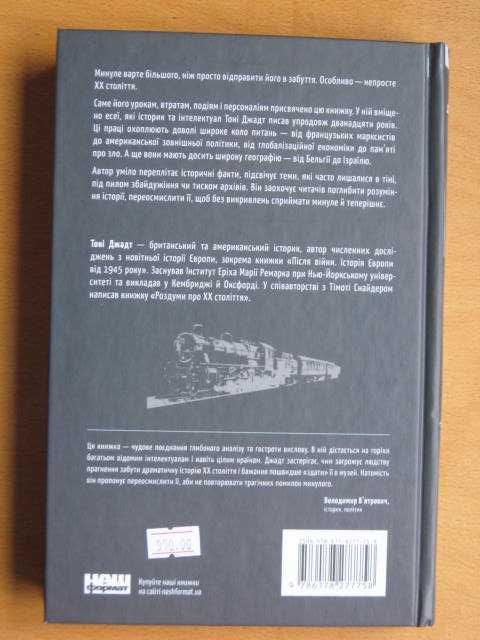 Минуле варте більшого, ніж просто відправити його в забуття. Особливо — непросте
ХХ століття.
Саме його урокам, втратам, подіям і персоналіям присвячено цю книжку. У ній вміще-
но есеї, які історик та інтелектуал Тоні Джадт писав упродовж дванадцяти років.
Ці праці охоплюють доволі широке коло питань — від французьких марксистів
до американської зовнішньої політики, від глобалізаційної економіки до пам'яті
про зло. А ще вони мають досить широку географію — від Бельгії до Ізраїлю.
Автор уміло переплітає історичні факти, підсвічує теми, які часто лишалися в тіні,
під пилом збайдужіння чи тиском архівів. Він заохочує читачів поглибити розумін-
ня історії, переосмислити її, щоб без викривлень сприймати минуле й теперішнє.
Тоні Джадт — британський та американський історик, автор численних дослі-
джень з новітньої історії Європи, зокрема книжки «Після війни. Історія Європи
від 1945 року». Заснував Інститут Еріха Марії Ремарка при Нью-Йоркському універ-
ситеті та викладав у Кембриджі й Оксфорді. У співавторстві з Тімоті Снайдером
написав книжку «Роздуми про ХХ століття».
Ця книжка — чудове поєднання глибокого аналізу та гостроти вислову. В ній дістається на горіхи
багатьом відомим інтелектуалам і навіть цілим країнам. Джадт застерігає, чим загрожує людству
прагнення забути драматичну історію ХХ століття і бажання пошвидше «здати» її в музей. Натомість
він пропонує переосмислити її, аби не повторювати трагічних помилок минулого.
Володимир В'ятрович,
історик, політик
550.00
наш
формат
Купуйте наші книжки
на сайті nashformat.ua
9 786178 277758